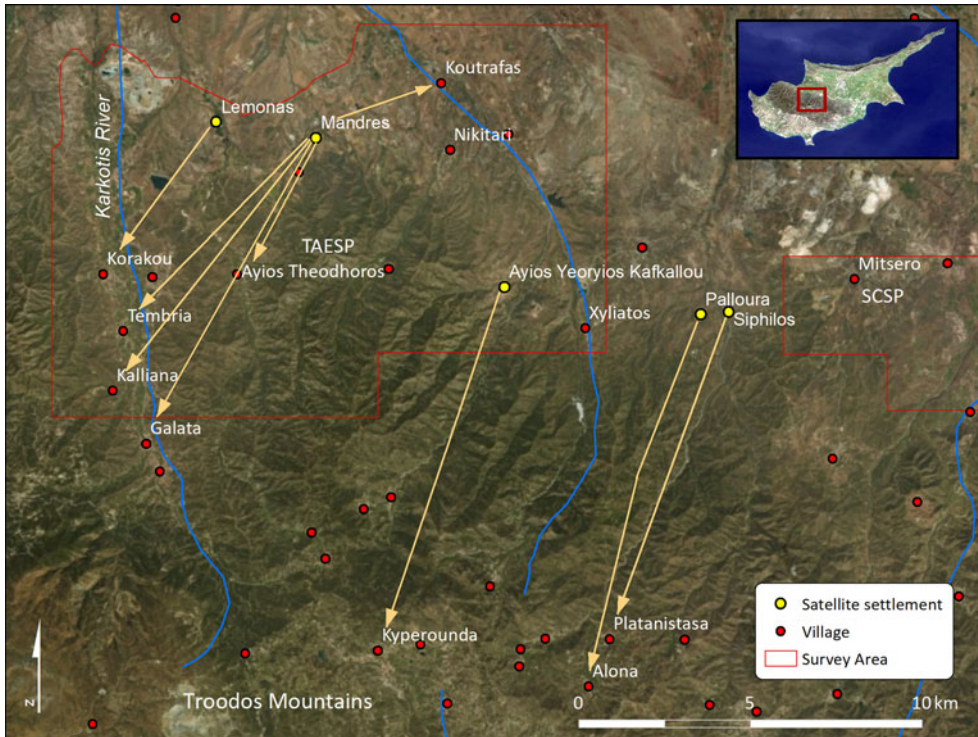 Koutrafas
Lemonas
Mandres
Nikitari
Karkotis River
TAESP
Korakou
Ayios Theodhoros
Ayios Yeoryios Kafkallou
Mitsero
SCSP
Palloura
Siphilos
Xyliatos
Tembria
Kalliana
Galata
Kyperounda
Platanistasa
Alona
Troodos Mountains
Satellite settlement
Village
Survey Area
N
0 5 10 km